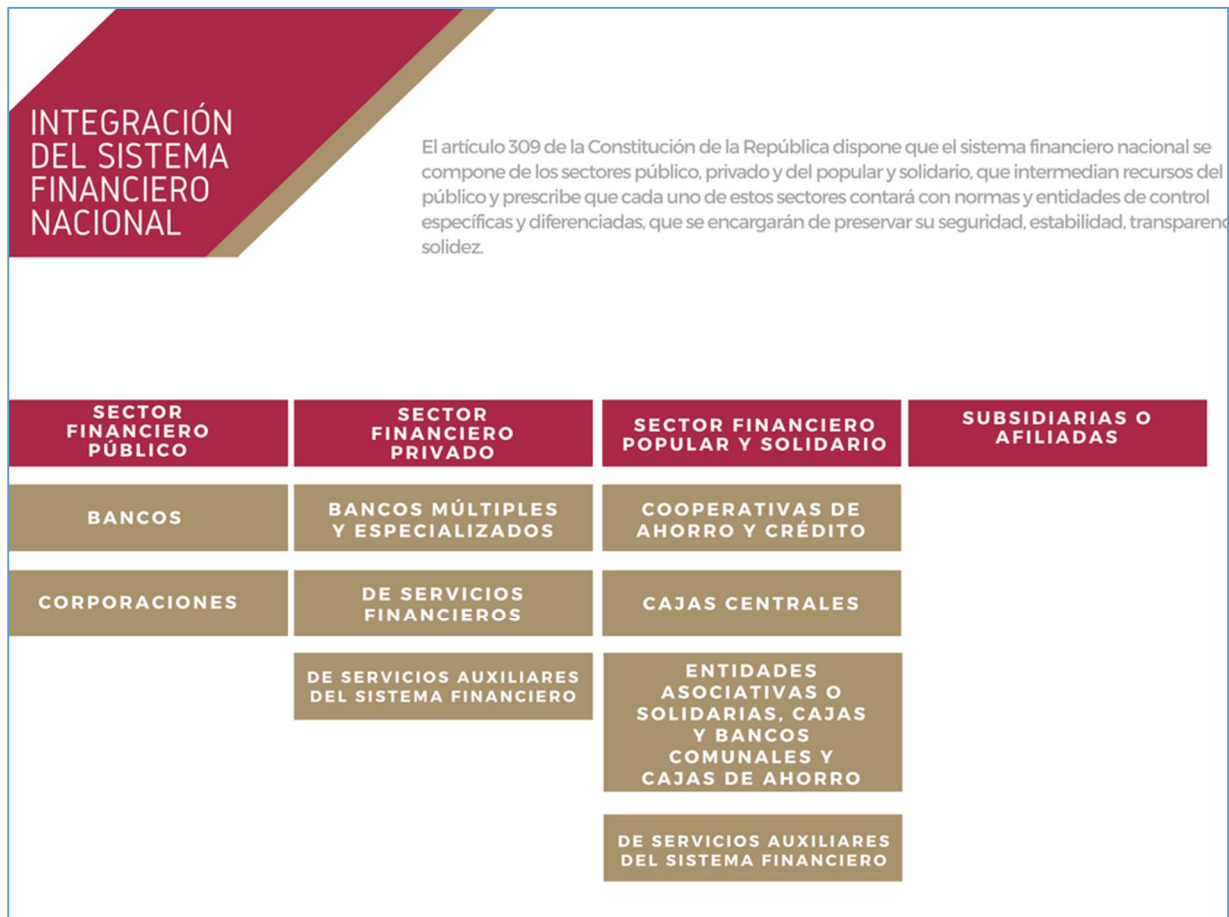 INTEGRACIÓN
DEL SISTEMA
FINANCIERO
NACIONAL
El artículo 309 de la Constitución de la República dispone que el sistema financiero nacional se
compone de los sectores público, privado y del popular y solidario, que intermedian recursos del
público y prescribe que cada uno de estos sectores contará con normas y entidades de control
específicas y diferenciadas, que se encargarán de preservar su seguridad, estabilidad,
solidez.
SECTOR
FINANCIERO
PÚBLICO
SECTOR
FINANCIERO
PRIVADO
SECTOR FINANCIERO
POPULAR Y SOLIDARIO
SUBSIDIARIAS O
AFILIADAS
BANCOS
BANCOS MÚLTIPLES
Y ESPECIALIZADOS
COOPERATIVAS DE
AHORRO Y CRÉDITO
CORPORACIONES
DE SERVICIOS
FINANCIEROS
CAJAS CENTRALES
DE SERVICIOS AUXILIARES
DEL SISTEMA FINANCIERO
ENTIDADES
ASOCIATIVAS O
SOLIDARIAS, CAJAS
Y BANCOS
COMUNALES Y
CAJAS DE AHORRO
DE SERVICIOS AUXILIARES
DEL SISTEMA FINANCIERO